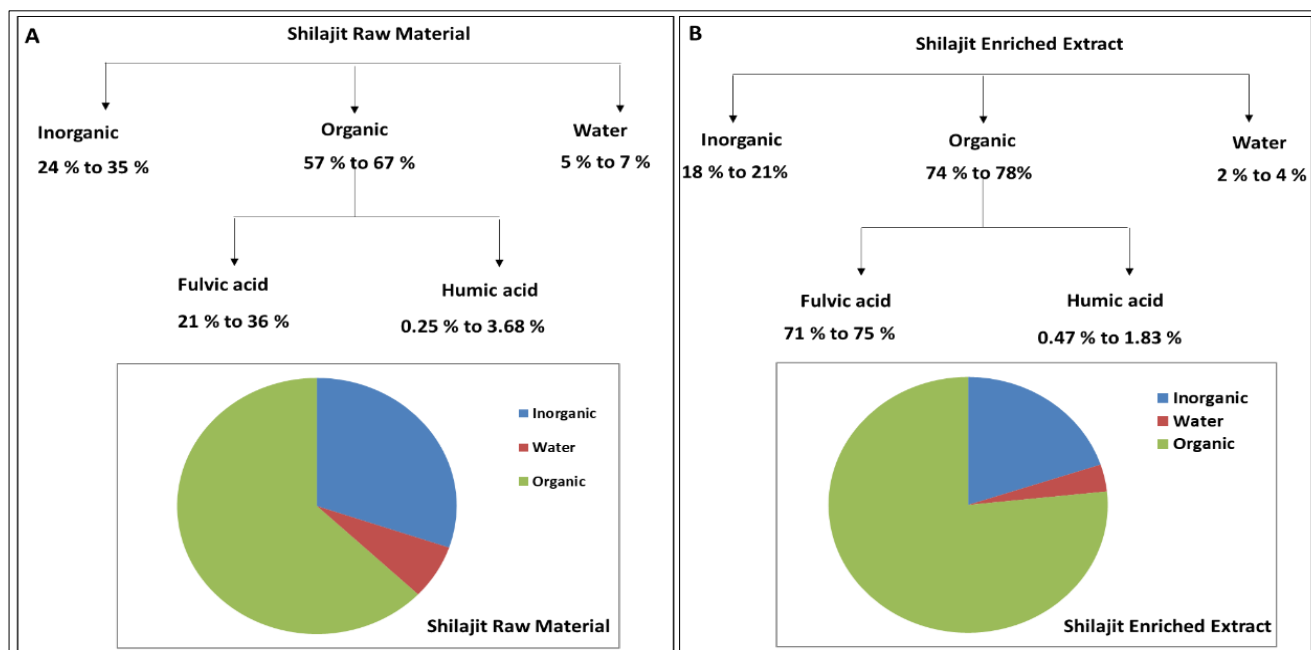 A
Shilajit Raw Material
Inorganic
24 % to 35 %
Organic
57 % to 67 %
Water
5 % to 7 %
Fulvic acid
21 % to 36 %
Humic acid
0.25 % to 3.68 %
Inorganic
Water
Organic
Shilajit Raw Material
B
Shilajit Enriched Extract
Inorganic
18 % to 21%
Organic
74 % to 78%
Water
2 % to 4 %
Fulvic acid
71 % to 75 %
Humic acid
0.47 % to 1.83 %
Inorganic
Water
Organic
Shilajit Enriched Extract